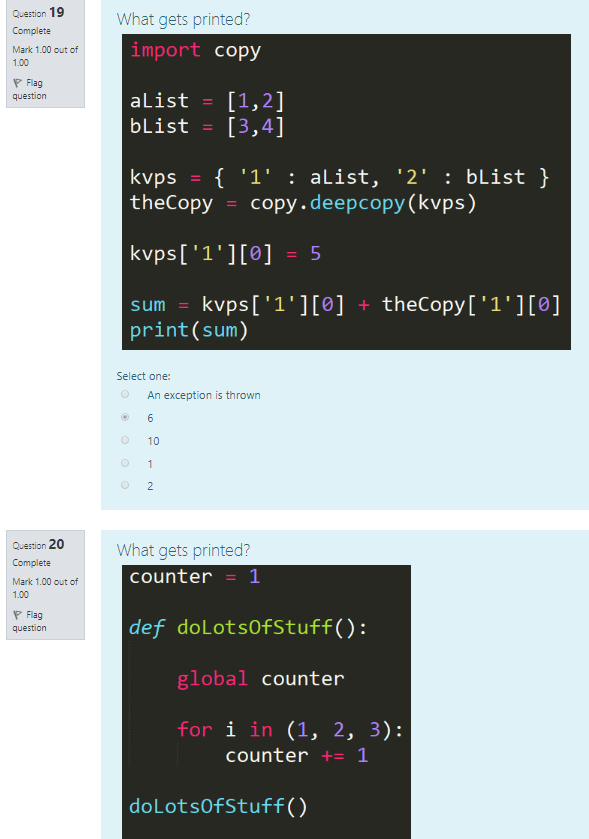 Question 19
Complete
Mark 1.00 out of
1.00
Flag
question
What gets printed?
import copy
aList = [1,2]
bList = [3,4]
kvps = { '1' : aList, '2' : bList }
theCopy = copy.deepcopy(kvps)
kvps['1'][0] = 5
sum = kvps['1'][0] + theCopy['1'][0]
print(sum)
Select one:
An exception is thrown
6
10
1
2
Question 20
Complete
Mark 1.00 out of
1.00
Flag
question
What gets printed?
counter = 1
def doLotsOfStuff():
global counter
for i in (1, 2, 3):
counter += 1
doLotsOfStuff()